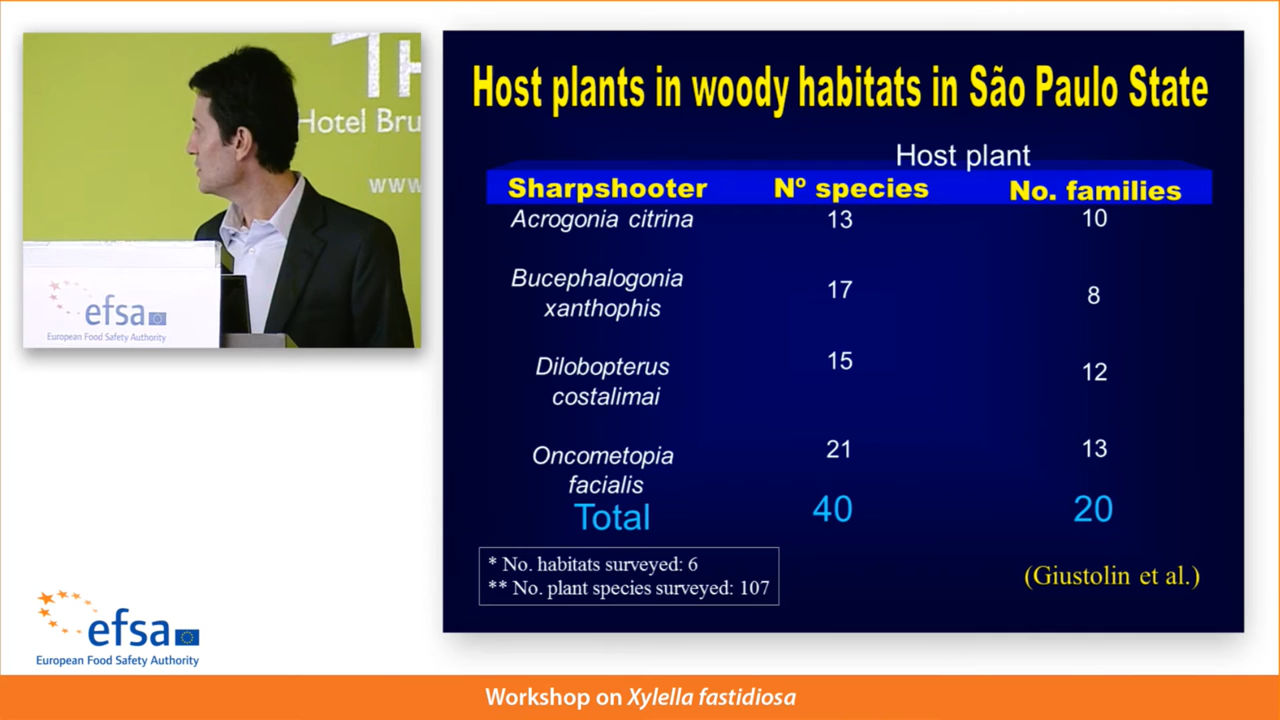 TH
Hotel Bru
www
efsa
European Food Safety Authority
Host plants in woody habitats in São Paulo State
Host plant
Sharpshooter Nº species No. families
Acrogonia citrina 13 10
Bucephalogonia
xanthophis 17 8
Dilobopterus
costalimai 15 12
Oncometopia
facialis 21 13
Total 40 20
* No. habitats surveyed: 6
** No. plant species surveyed: 107
(Giustolin et al.)
efsa
European Food Safety Authority
Workshop on Xylella fastidiosa